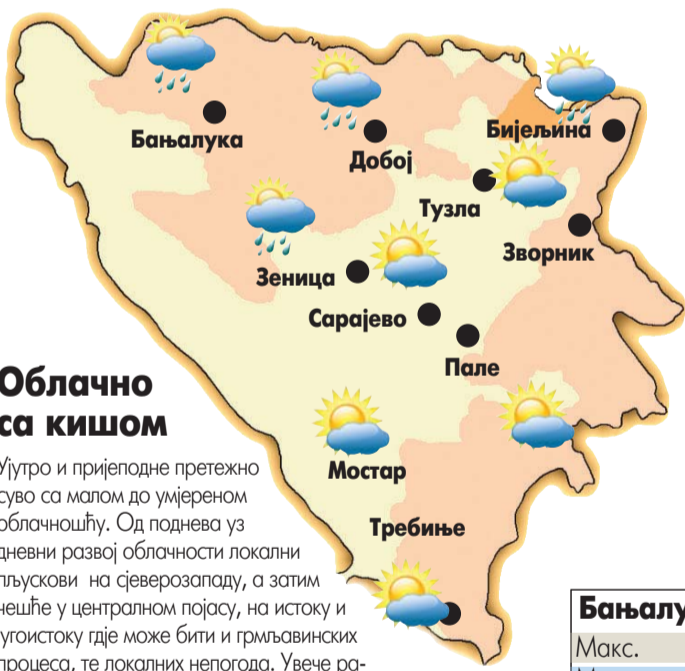 Бањалука
Добој
Бијељина
Тузла
Зворник
Зеница
Сарајево
Пале
Мостар
Требиње
Облачно
са кишом
Ујутро и пријеподне претежно
суво са малом до умјереном
облачношћу. Од поднева уз
дневни развој облачности локални
пљускови на сјеверозападу, а затим
чешће у централном појасу, на истоку и
југоистоку гдје може бити и грмљавинских
процеса, те локалних непогода. Увече ра-
Бањалу
Макс.